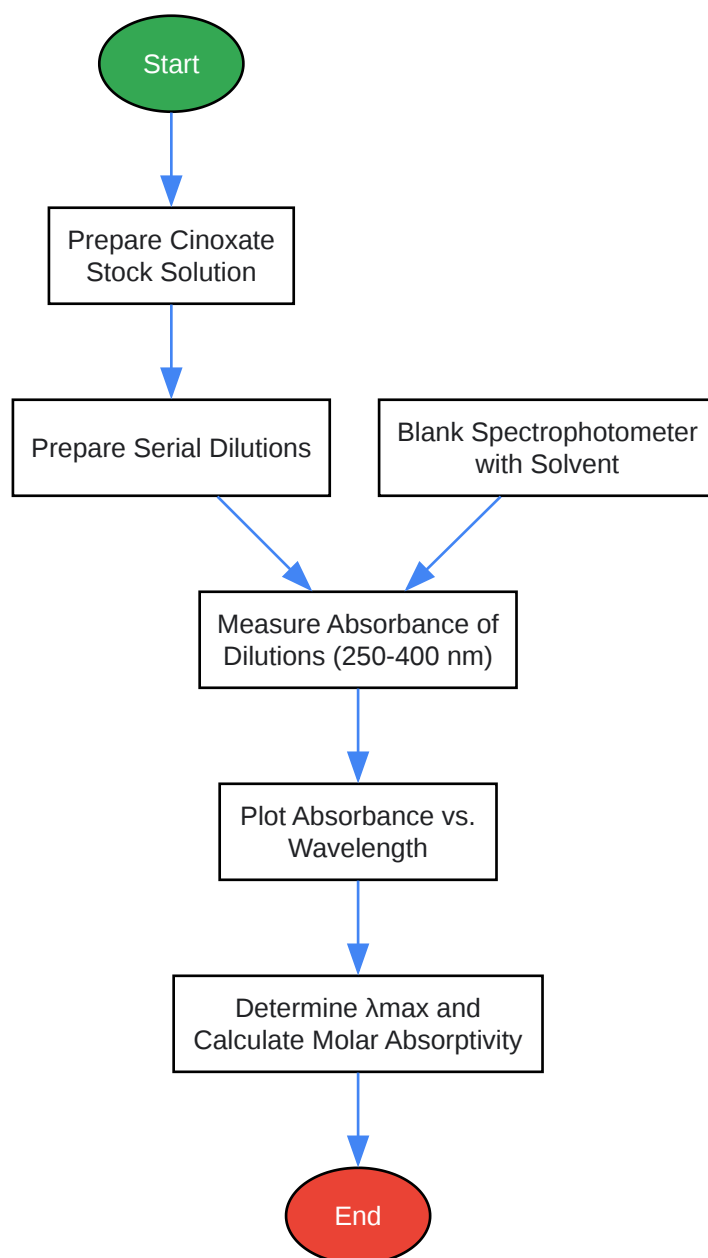 Start
Prepare Cinoxate
Stock Solution
Prepare Serial Dilutions
Blank Spectrophotometer
with Solvent
Measure Absorbance of
Dilutions (250-400 nm)
Plot Absorbance vs.
Wavelength
Determine λmax and
Calculate Molar Absorptivity
End